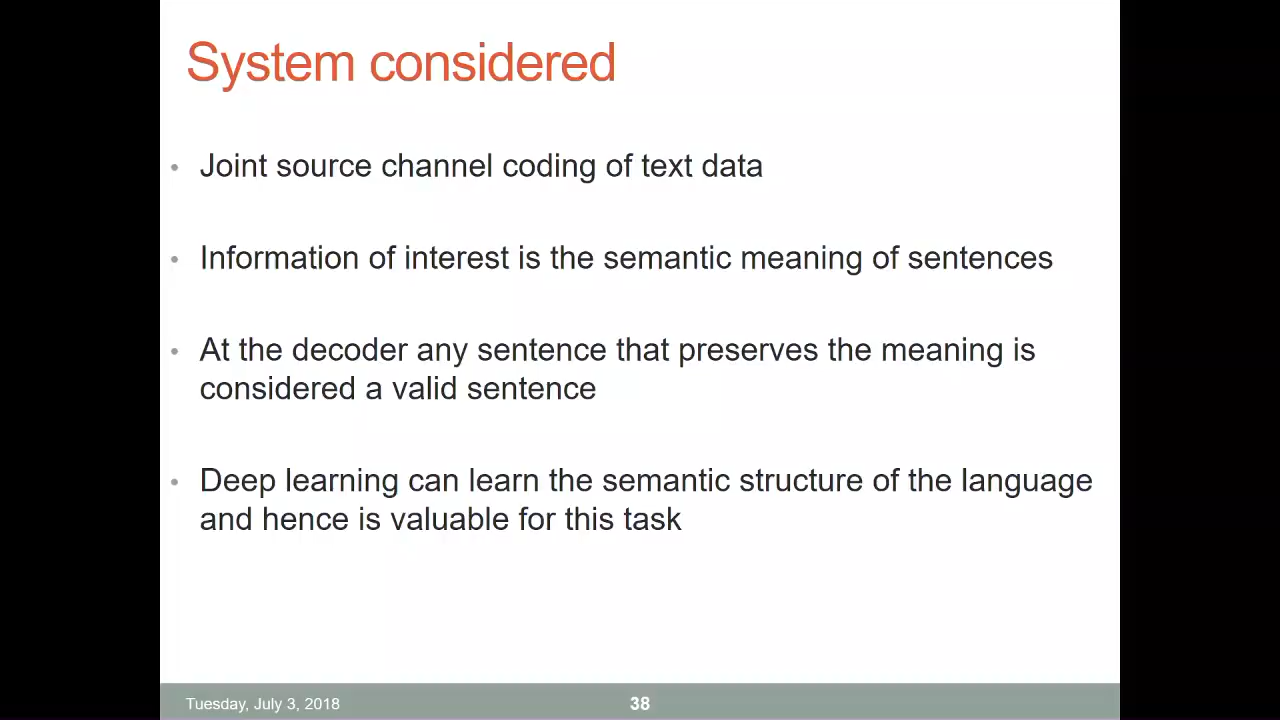 System considered
• Joint source channel coding of text data
• Information of interest is the semantic meaning of sentences
• At the decoder any sentence that preserves the meaning is
considered a valid sentence
• Deep learning can learn the semantic structure of the language
and hence is valuable for this task
Tuesday, July 3, 2018
38